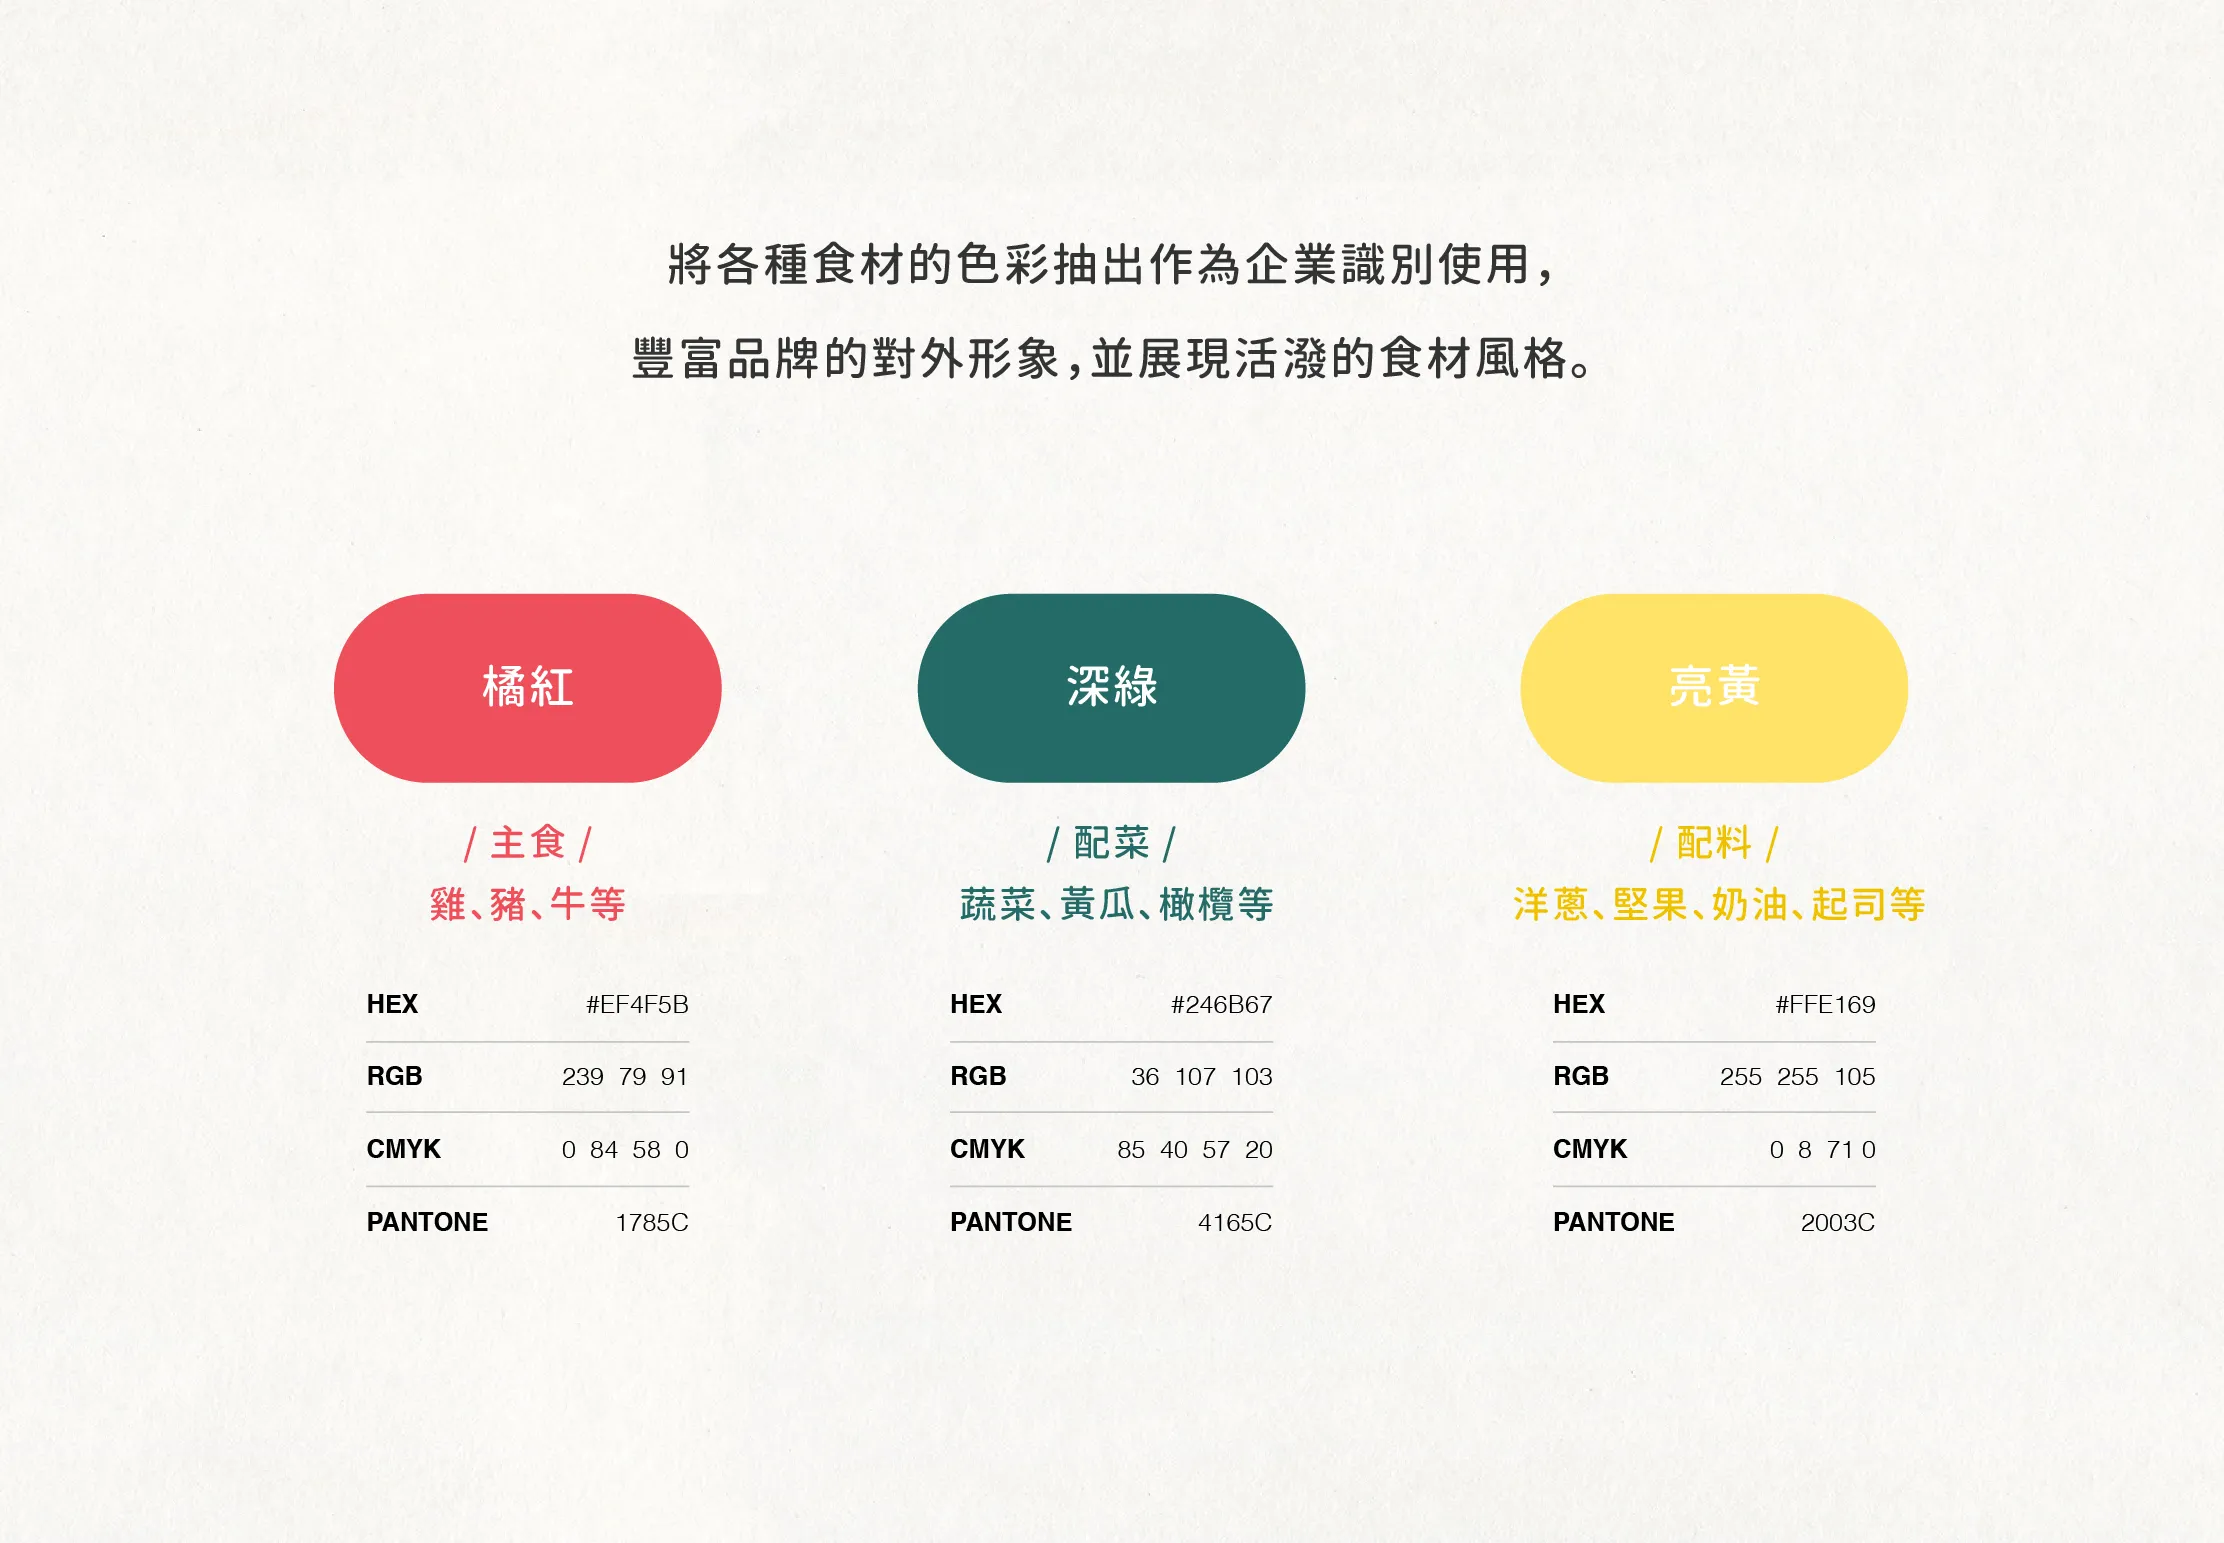 將各種食材的色彩抽出作為企業識別使用，
豐富品牌的對外形象，並展現活潑的食材風格。
橘紅
/ 主食 /
雞、豬、牛等
HEX #EF4F5B
RGB 239 79 91
CMYK 0 84 58 0
PANTONE 1785C
深綠
/ 配菜 /
蔬菜、黃瓜、橄欖等
HEX #246B67
RGB 36 107 103
CMYK 85 40 57 20
PANTONE 4165C
亮黃
/ 配料 /
洋蔥、堅果、奶油、起司等
HEX #FFE169
RGB 255 255 105
CMYK 0 8 71 0
PANTONE 2003C